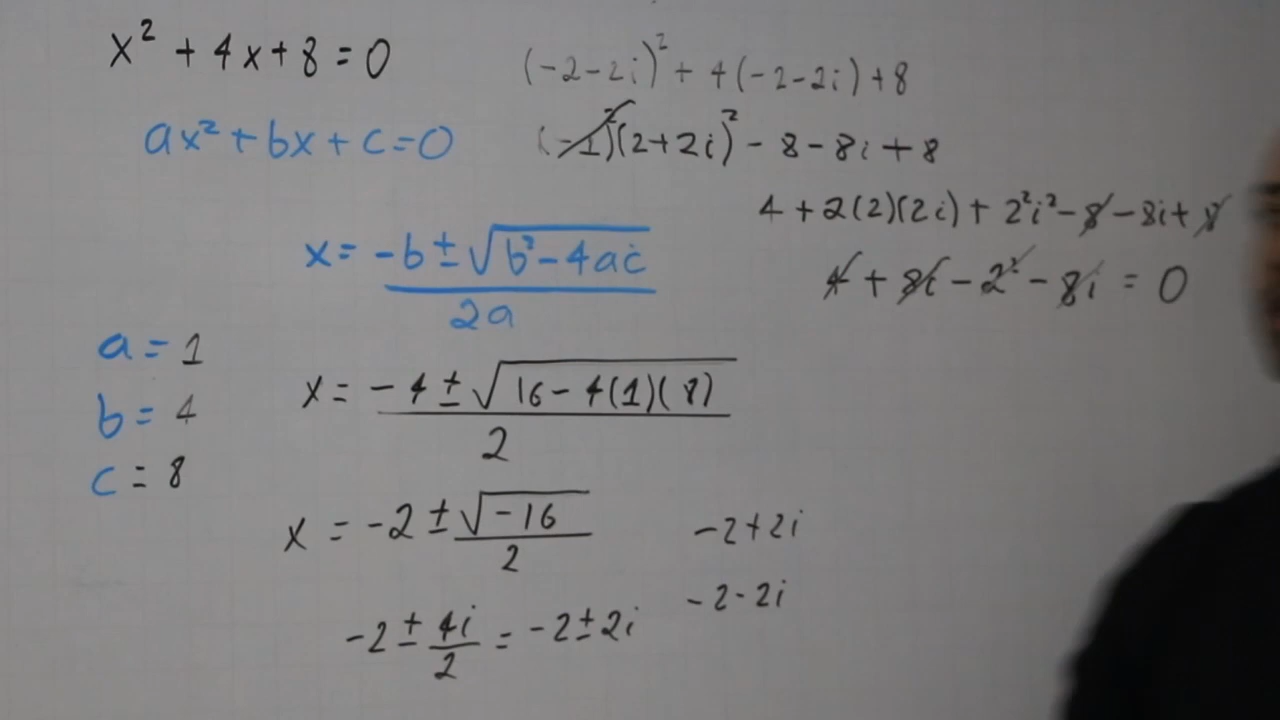 x² + 4x + 8 = 0
ax² + bx + c = 0
x = (-b ± √(b² - 4ac)) / 2a
a = 1
b = 4
c = 8
x = (-4 ± √(16 - 4(1)(8))) / 2
x = -2 ± √(-16) / 2
-2 ± 4i/2 = -2 ± 2i
-2 + 2i
-2 - 2i
(-2 - 2i)² + 4(-2 - 2i) + 8
(-1)²(2 + 2i)² - 8 - 8i + 8
4 + 2(2)(2i) + 2²i² - 8 - 8i + 8
4 + 8i - 2² - 8i = 0